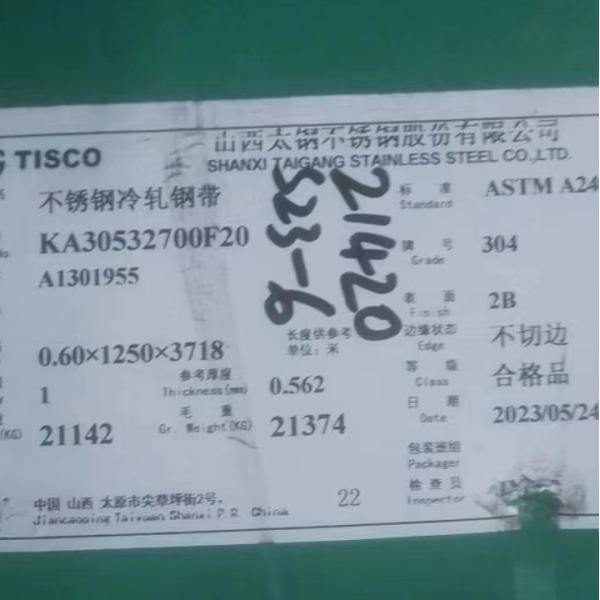 山西太钢不锈钢股份有限公司
TISCO
SHANXI TAIGANG STAINLESS STEEL CO.,LTD.
不锈钢冷轧钢带
标 准
Standard
ASTM A24
KA30532700F20
牌 号
Grade
304
A1301955
21420
523-6
表 面
Finish
2B
长度供参考
单位：米
边缘状态
Edge
不切边
0.60×1250×3718
参考厚度
Thickness(mm)
0.562
等 级
Class
合格品
1
毛 重
Gr. Weight(KG)
21374
日 期
Date
2023/05/24
(KG)
21142
包装班组
Packager
检 查 员
Inspector
中国 山西 太原市尖草坪街2号.
Jiancaoping Taiyuan Shanxi P.R. China
22